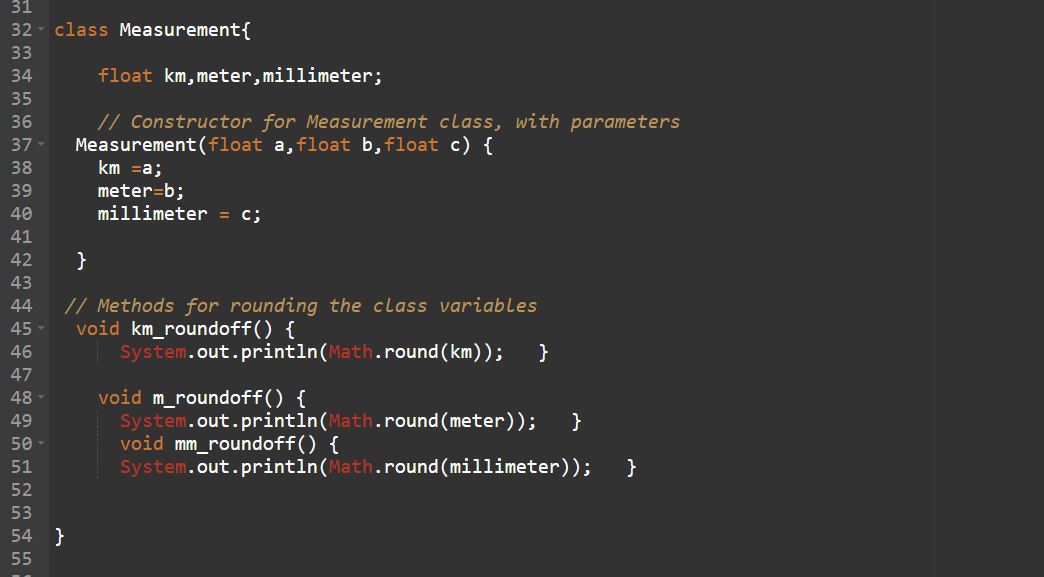 31
32 class Measurement{
33
34     float km,meter,millimeter;
35
36     // Constructor for Measurement class, with parameters
37   Measurement(float a,float b,float c) {
38     km =a;
39     meter=b;
40     millimeter = c;
41
42   }
43
44  // Methods for rounding the class variables
45   void km_roundoff() {
46       System.out.println(Math.round(km));   }
47
48     void m_roundoff() {
49       System.out.println(Math.round(meter));   }
50       void mm_roundoff() {
51       System.out.println(Math.round(millimeter));   }
52
53
54 }
55